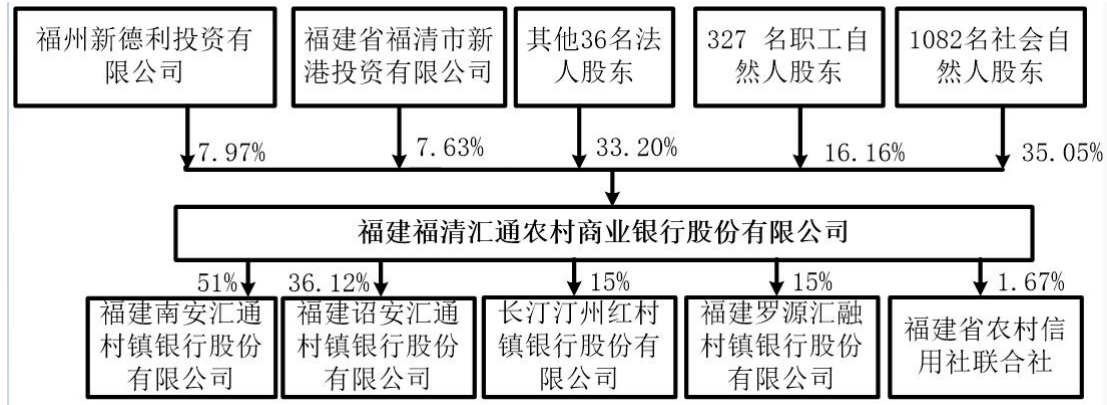 福州新德利投资有
限公司
福建省福清市新
港投资有限公司
其他36名法
人股东
327 名职工自
然人股东
1082名社会自
然人股东
7.97%
7.63%
33.20%
16.16%
35.05%
福建福清汇通农村商业银行股份有限公司
51%
36.12%
15%
15%
1.67%
福建南安汇通
村镇银行股份
有限公司
福建诏安汇通
村镇银行股份
有限公司
长汀汀州红村
镇银行股份有
限公司
福建罗源汇融
村镇银行股份
有限公司
福建省农村信
用社联合社